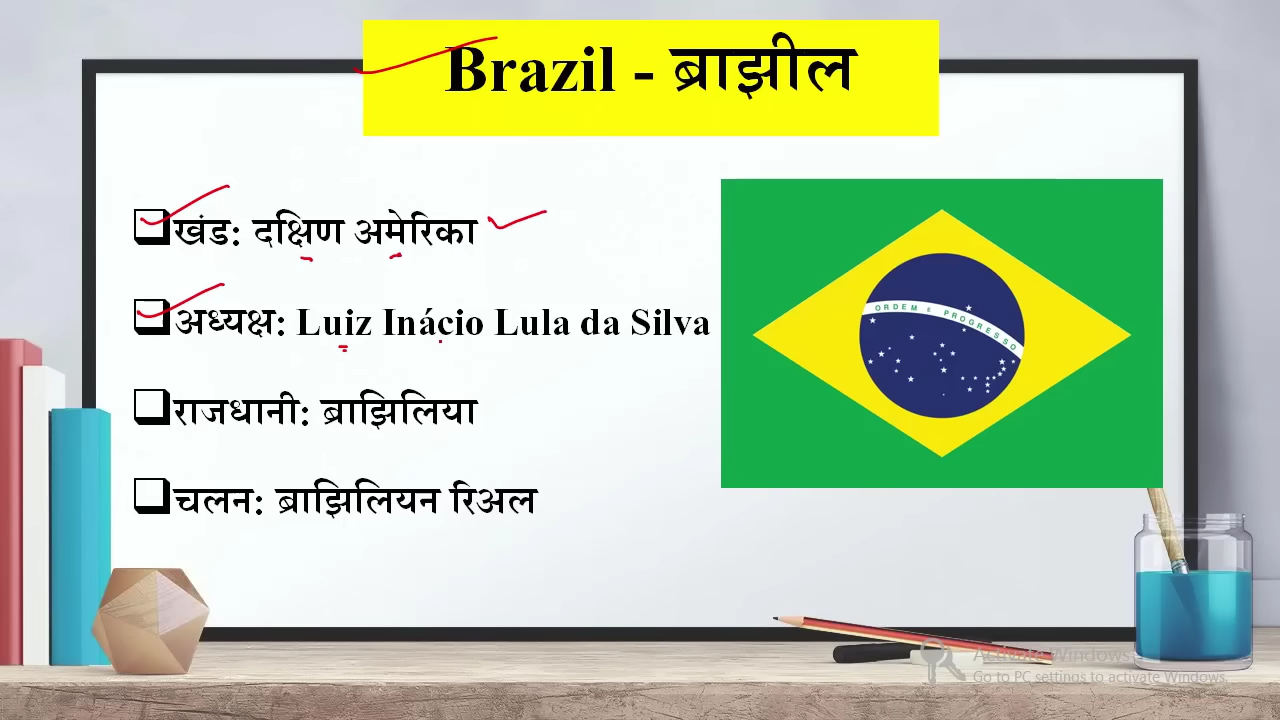 Brazil - ब्राझील
खंड: दक्षिण अमेरिका
अध्यक्ष: Luiz Inácio Lula da Silva
राजधानी: ब्राझिलिया
चलन: ब्राझिलियन रिअल
ORDEM E PROGRESSO
Activate Windows
Go to PC settings to activate Windows.